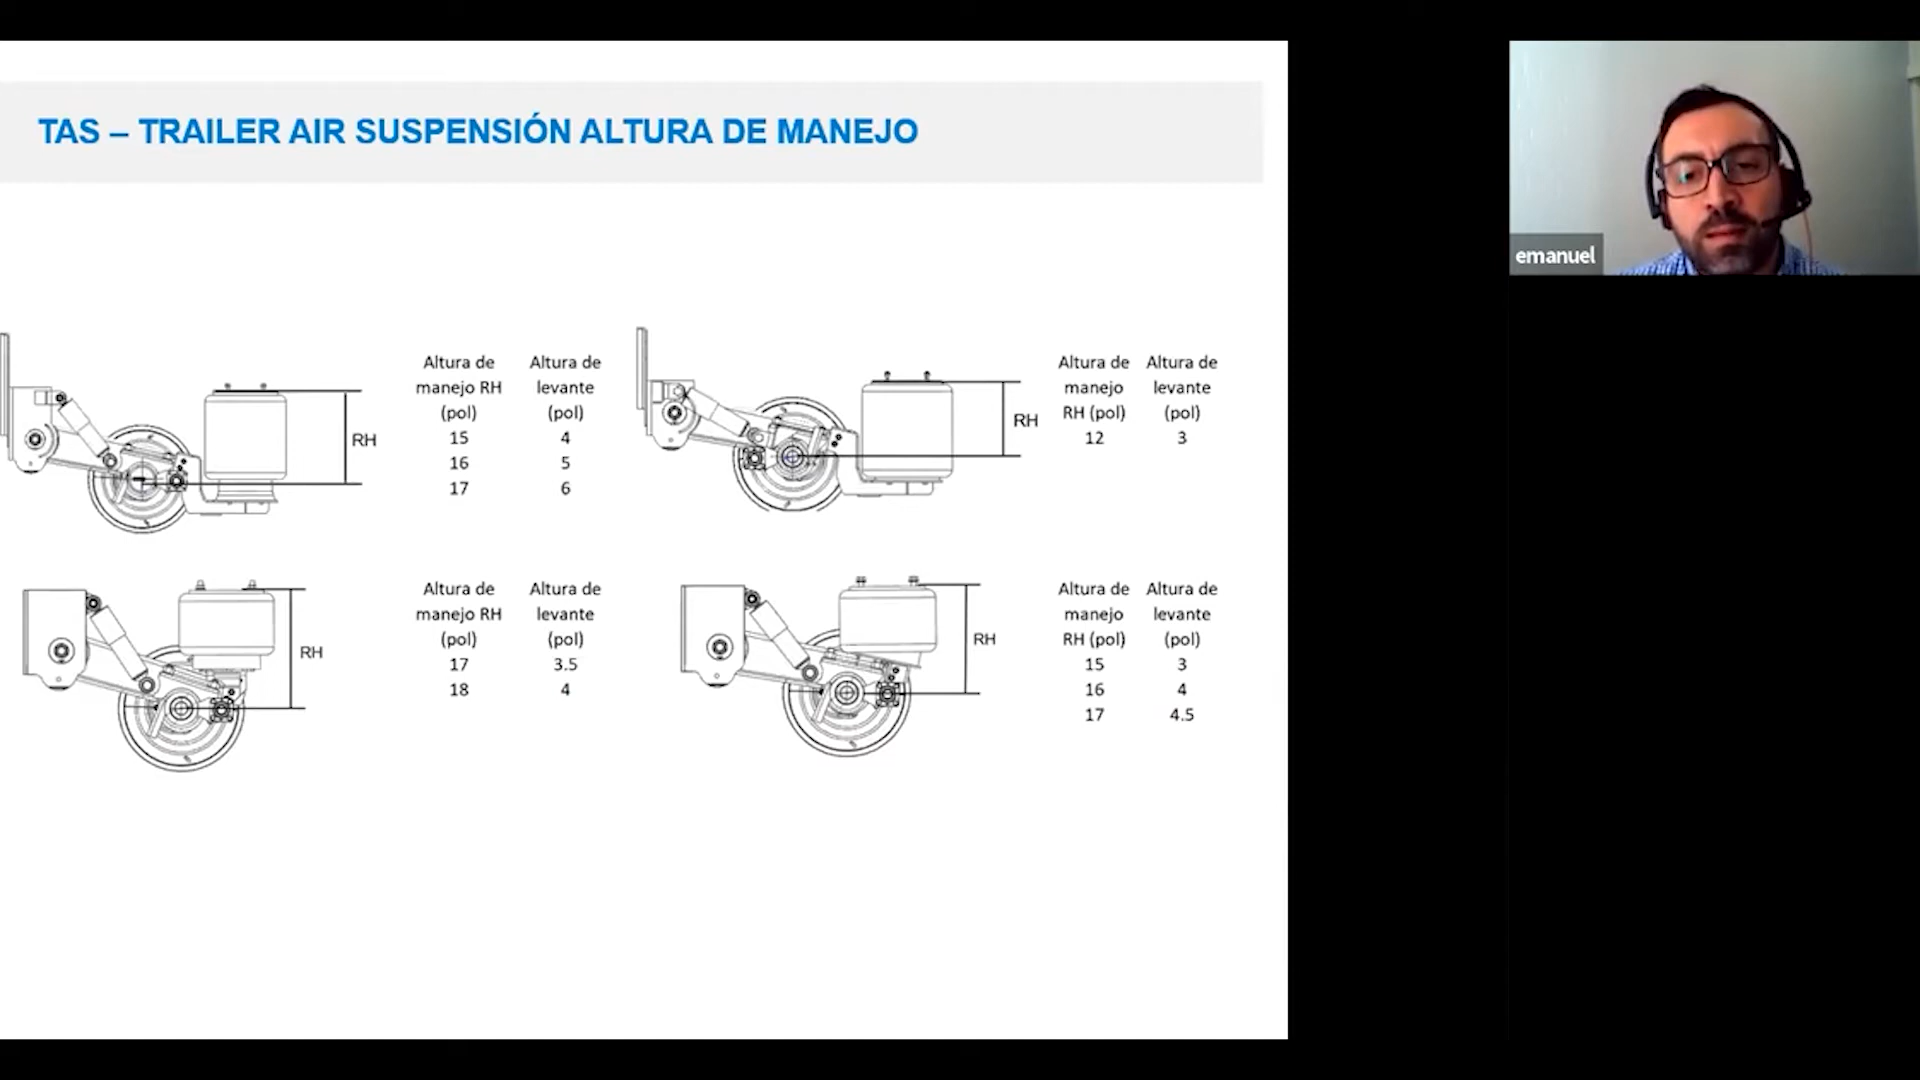 TAS – TRAILER AIR SUSPENSIÓN ALTURA DE MANEJO
emanuel
RH
Altura de manejo RH (pol)
Altura de levante (pol)
15 4
16 5
17 6
RH
Altura de manejo RH (pol)
Altura de levante (pol)
12 3
RH
Altura de manejo RH (pol)
Altura de levante (pol)
17 3.5
18 4
RH
Altura de manejo RH (pol)
Altura de levante (pol)
15 3
16 4
17 4.5